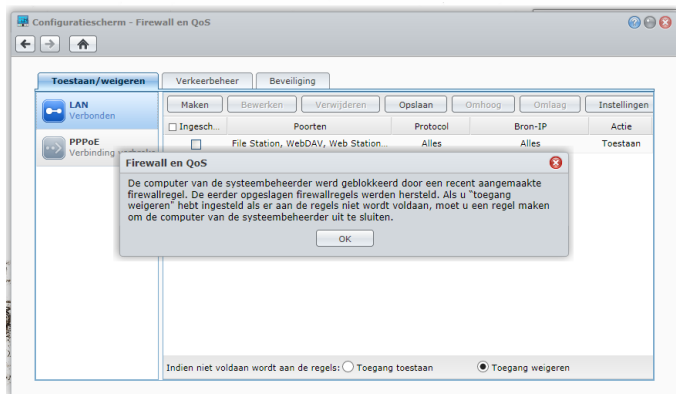 Configuratiescherm - Firewall en QoS
Toestaan/weigeren
Verkeerbeheer
Beveiliging
LAN
Verbonden
PPPoE
Verbinding
Maken
Bewerken
Verwijderen
Opslaan
Omhoog
Omlaag
Instellingen
Ingesch...
Poorten
Protocol
Bron-IP
Actie
File Station, WebDAV, Web Station...
Alles
Alles
Toestaan
Firewall en QoS
De computer van de systeembeheerder werd geblokkeerd door een recent aangemaakte
firewallregel. De eerder opgeslagen firewallregels werden hersteld. Als u "toegang
weigeren" hebt ingesteld als er aan de regels niet wordt voldaan, moet u een regel maken
om de computer van de systeembeheerder uit te sluiten.
OK
Indien niet voldaan wordt aan de regels:
Toegang toestaan
Toegang weigeren